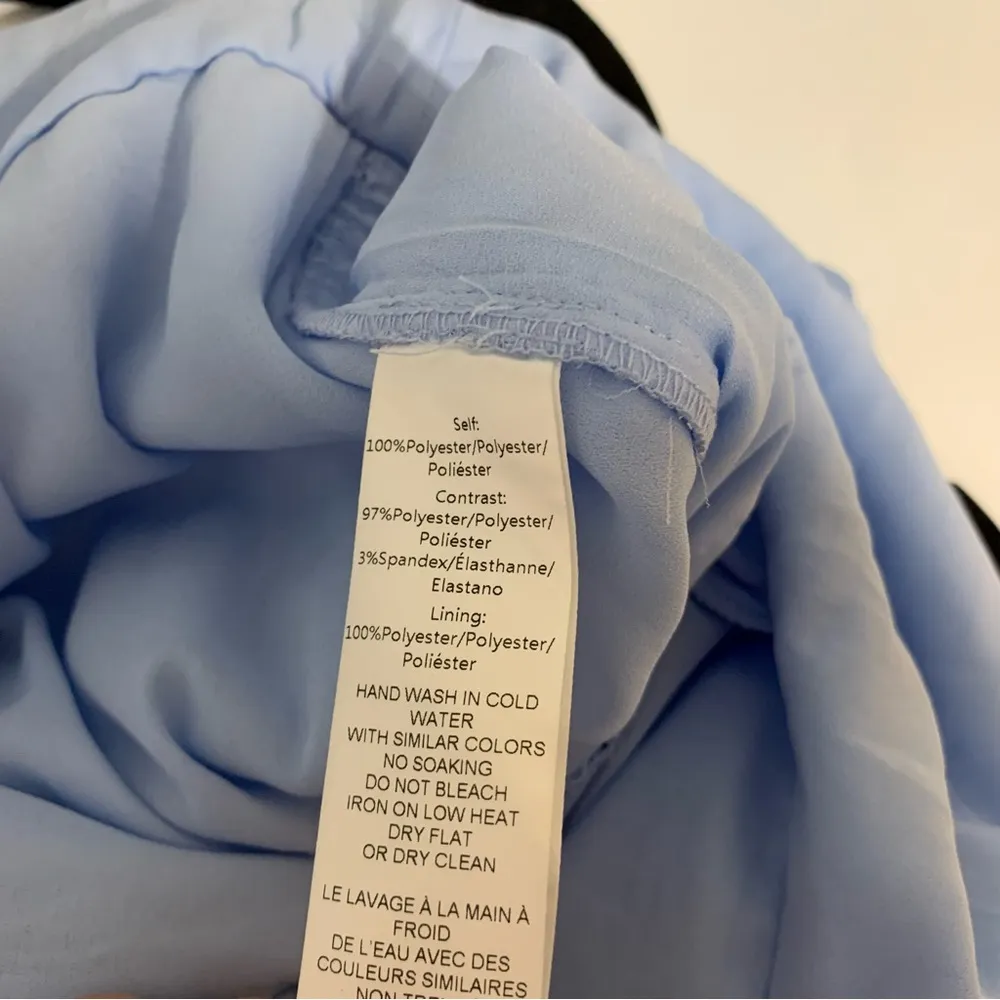 Self:
100%Polyester/Polyester/
Poliéster
Contrast:
97%Polyester/Polyester/
Poliéster
3%Spandex/Élasthanne/
Elastano
Lining:
100%Polyester/Polyester/
Poliéster
HAND WASH IN COLD
WATER
WITH SIMILAR COLORS
NO SOAKING
DO NOT BLEACH
IRON ON LOW HEAT
DRY FLAT
OR DRY CLEAN
LE LAVAGE À LA MAIN À
FROID
DE L'EAU AVEC DES
COULEURS SIMILAIRES
NON